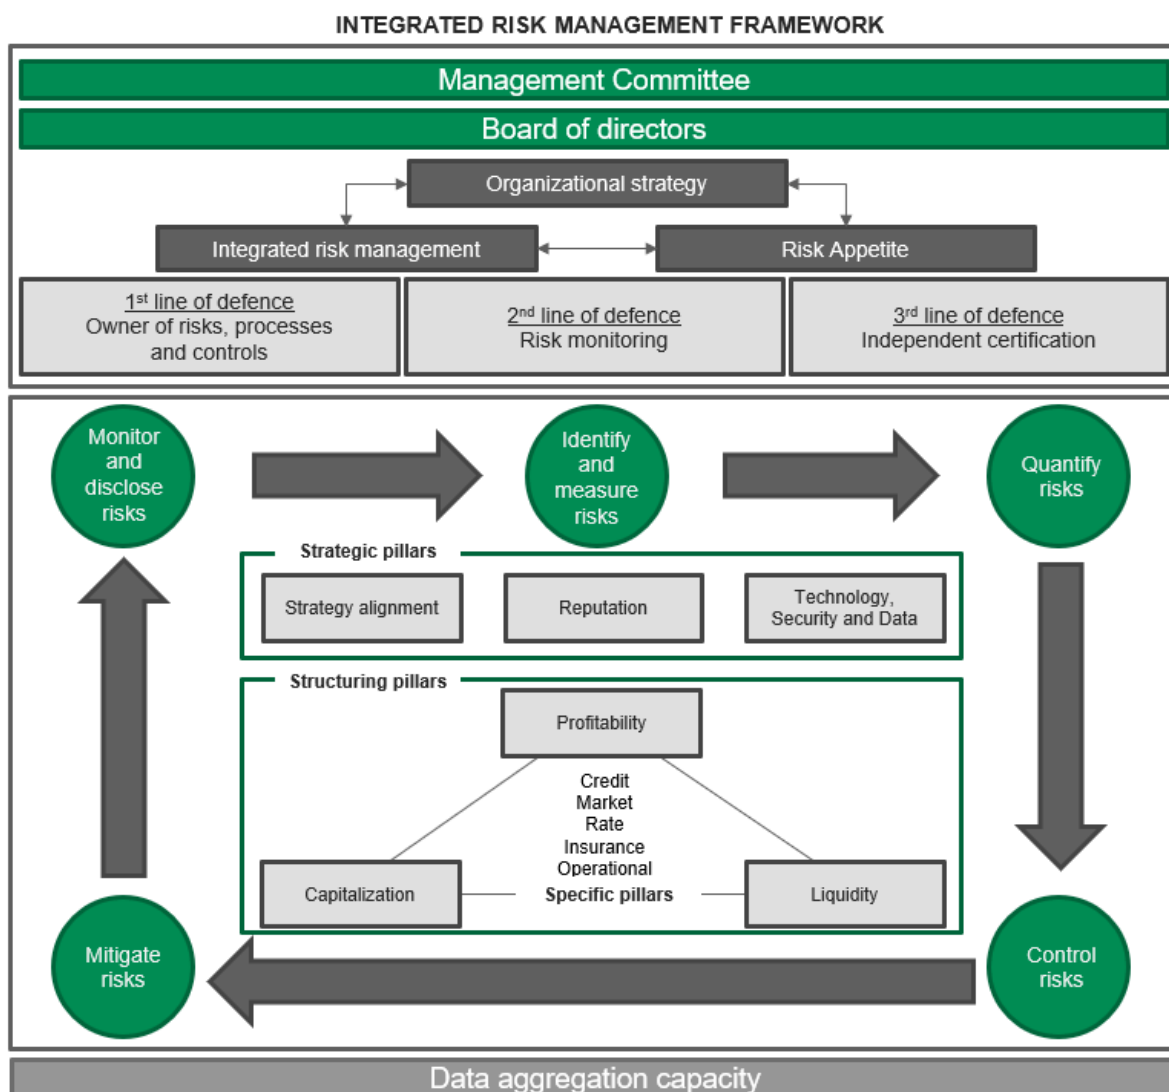 INTEGRATED RISK MANAGEMENT FRAMEWORK
Management Committee
Board of directors
Organizational strategy
Integrated risk management
Risk Appetite
1st line of defence
Owner of risks, processes
and controls
2nd line of defence
Risk monitoring
3rd line of defence
Independent certification
Monitor
and
disclose
risks
Identify
and
measure
risks
Quantify
risks
Strategic pillars
Strategy alignment
Reputation
Technology,
Security and Data
Structuring pillars
Profitability
Credit
Market
Rate
Insurance
Operational
Capitalization
Specific pillars
Liquidity
Mitigate
risks
Control
risks
Data aggregation capacity